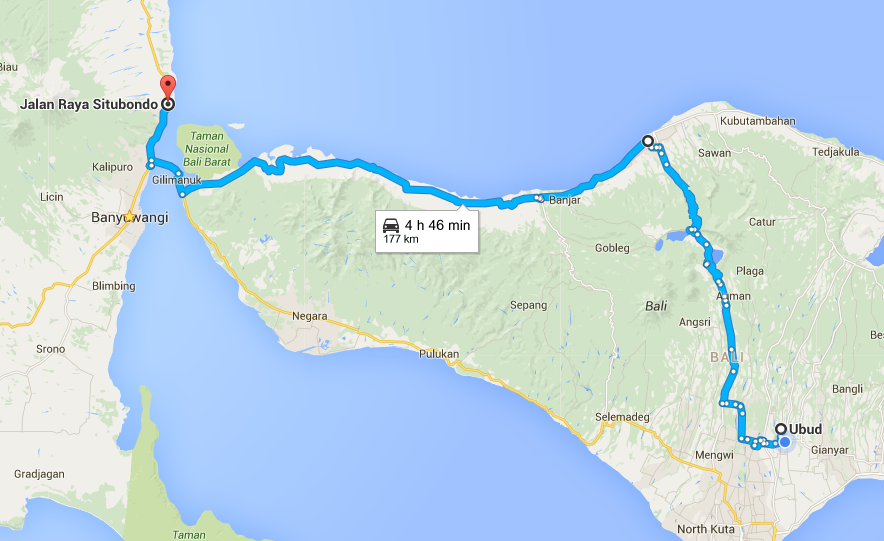 Biau
Jalan Raya Situbondo
Taman
Nasional
Bali Barat
Kalipuro
Gilimanuk
Licin
Banyuwangi
Blimbing
Srono
Gradjagan
Taman
Kubutambahan
Sawan
Tedjakula
Banjar
4 h 46 min
177 km
Gobleg
Catur
Plaga
Sepang
Bali
Angsri
Negara
Pulukan
BALI
Bangli
Selemadeg
Ubud
Mengwi
Gianyar
North Kuta